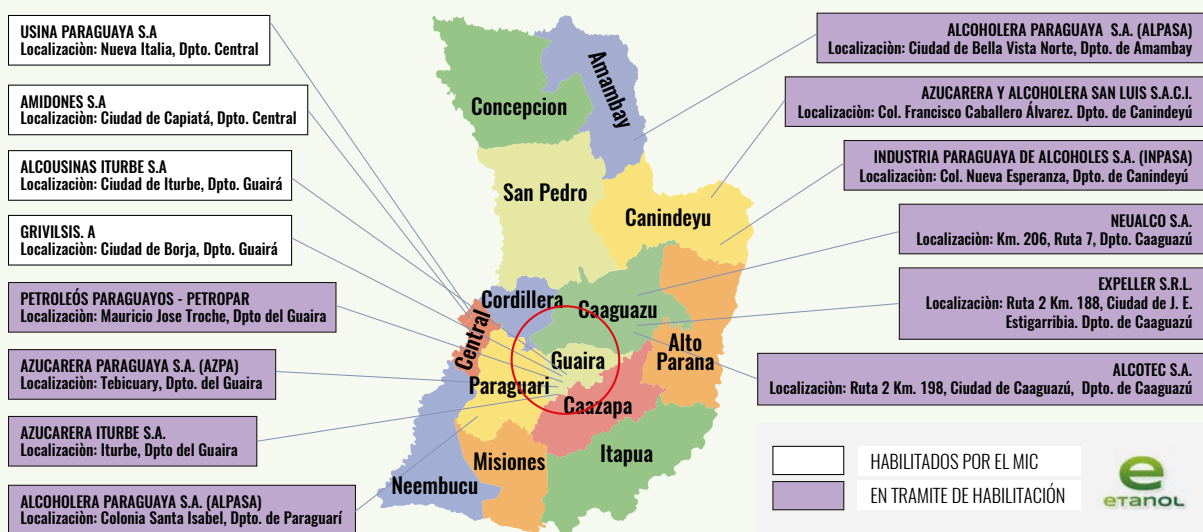 USINA PARAGUAYA S.A
Localizaciòn: Nueva Italia, Dpto. Central
AMIDONES S.A
Localizaciòn: Ciudad de Capiatá, Dpto. Central
ALCOUSINAS ITURBE S.A
Localizaciòn: Ciudad de Iturbe, Dpto. Guairá
GRIVILSIS. A
Localizaciòn: Ciudad de Borja, Dpto. Guairá
PETROLEÓS PARAGUAYOS - PETROPAR
Localizaciòn: Mauricio Jose Troche, Dpto del Guaira
AZUCARERA PARAGUAYA S.A. (AZPA)
Localizaciòn: Tebicuary, Dpto. del Guaira
AZUCARERA ITURBE S.A.
Localizaciòn: Iturbe, Dpto del Guaira
ALCOHOLERA PARAGUAYA S.A. (ALPASA)
Localizaciòn: Colonia Santa Isabel, Dpto. de Paraguarí
Concepcion
Amambay
San Pedro
Canindeyu
Cordillera
Caaguazu
Central
Guaira
Alto
Parana
Paraguari
Caazapa
Itapua
Misiones
Neembucu
ALCOHOLERA PARAGUAYA S.A. (ALPASA)
Localizaciòn: Ciudad de Bella Vista Norte, Dpto. de Amambay
AZUCARERA Y ALCOHOLERA SAN LUIS S.A.C.I.
Localizaciòn: Col. Francisco Caballero Álvarez. Dpto. de Canindeyú
INDUSTRIA PARAGUAYA DE ALCOHOLES S.A. (INPASA)
Localizaciòn: Col. Nueva Esperanza, Dpto. de Canindeyú
NEUALCO S.A.
Localizaciòn: Km. 206, Ruta 7, Dpto. Caaguazú
EXPELLER S.R.L.
Localizaciòn: Ruta 2 Km. 188, Ciudad de J. E.
Estigarribia. Dpto. de Caaguazú
ALCOTEC S.A.
Localizaciòn: Ruta 2 Km. 198, Ciudad de Caaguazú, Dpto. de Caaguazú
HABILITADOS POR EL MIC
EN TRAMITE DE HABILITACIÓN
e
eTANOL